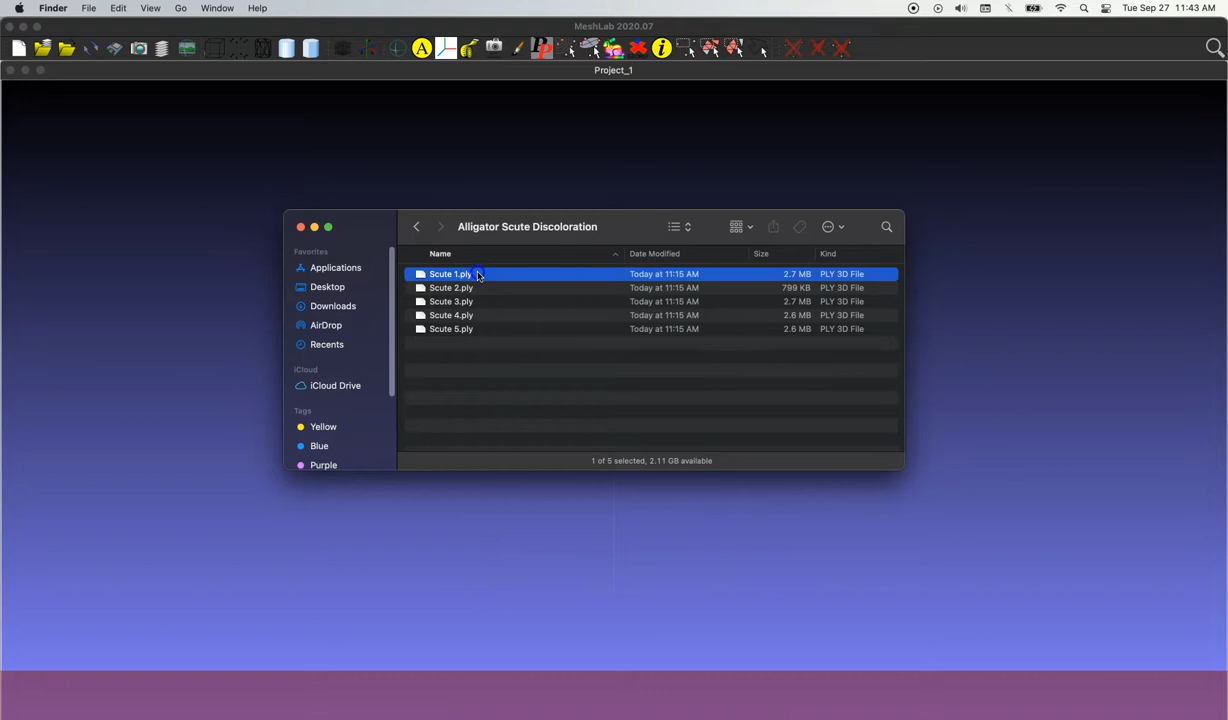 Finder File Edit View Go Window Help Tue Sep 27 11:43 AM
MeshLab 2020.07
A i
Project_1
Alligator Scute Discoloration
Favorites
Applications
Desktop
Downloads
AirDrop
Recents
iCloud
iCloud Drive
Tags
Yellow
Blue
Purple
Name Date Modified Size Kind
Scute 1.ply Today at 11:15 AM 2.7 MB PLY 3D File
Scute 2.ply Today at 11:15 AM 799 KB PLY 3D File
Scute 3.ply Today at 11:15 AM 2.7 MB PLY 3D File
Scute 4.ply Today at 11:15 AM 2.6 MB PLY 3D File
Scute 5.ply Today at 11:15 AM 2.6 MB PLY 3D File
1 of 5 selected, 2.11 GB available